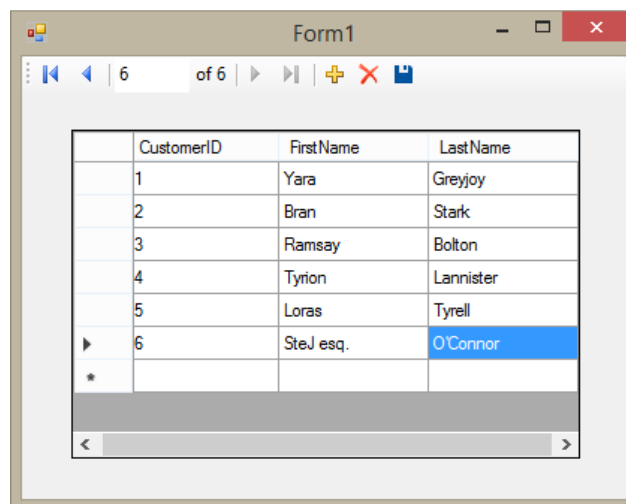 Form1
6 of 6
CustomerID FirstName LastName
1 Yara Greyjoy
2 Bran Stark
3 Ramsay Bolton
4 Tyrion Lannister
5 Loras Tyrell
6 SteJ esq. O'Connor